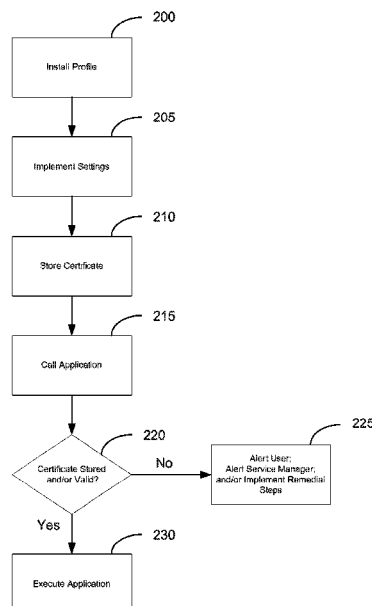 200
Install Profile
205
Implement Settings
210
Store Certificate
215
Call Application
220
Certificate Stored
and/or Valid?
No
225
Alert User;
Alert Service Manager;
and/or Implement Remedial
Steps
Yes
230
Execute Application